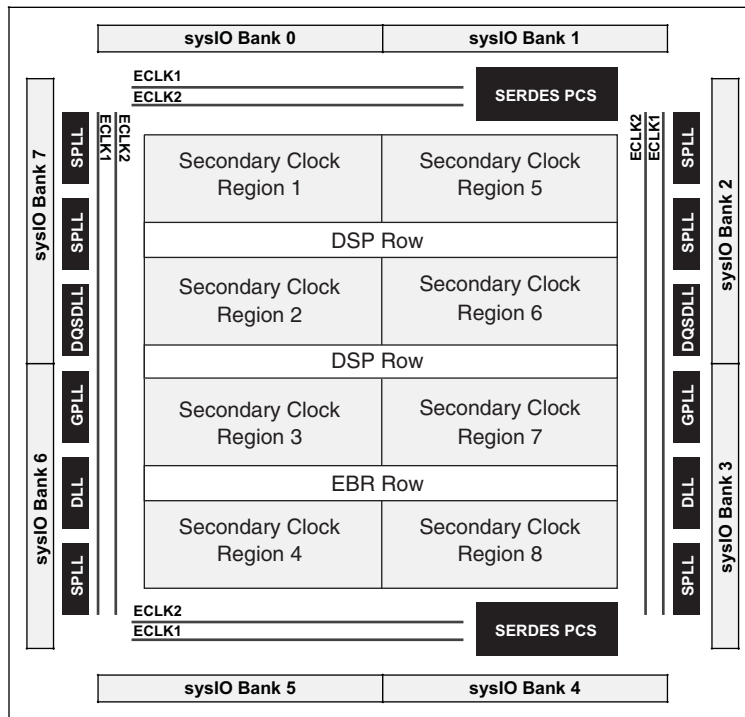 sysIO Bank 0
sysIO Bank 1
ECLK1
ECLK2
SERDES PCS
sysIO Bank 7
sysIO Bank 6
SPLL
SPLL
DQSDLL
GPLL
DLL
SPLL
ECLK1
ECLK2
Secondary Clock
Region 1
Secondary Clock
Region 5
DSP Row
Secondary Clock
Region 2
Secondary Clock
Region 6
DSP Row
Secondary Clock
Region 3
Secondary Clock
Region 7
EBR Row
Secondary Clock
Region 4
Secondary Clock
Region 8
ECLK2
ECLK1
SPLL
SPLL
DQSDLL
GPLL
DLL
SPLL
sysIO Bank 2
sysIO Bank 3
ECLK2
ECLK1
SERDES PCS
sysIO Bank 5
sysIO Bank 4